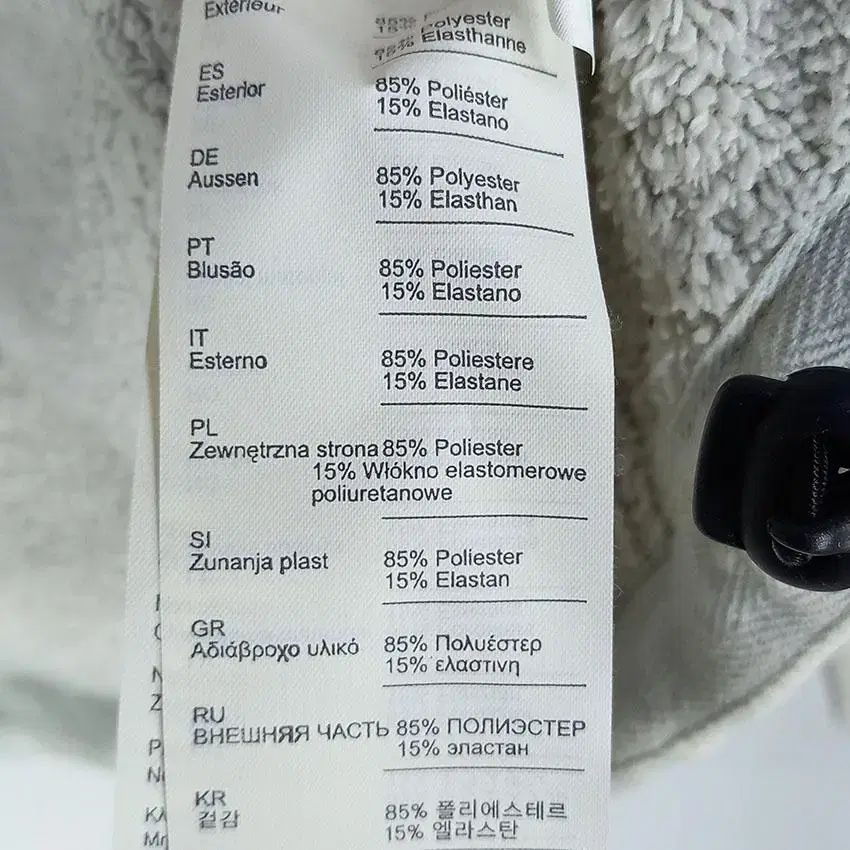 Extérieur
85% Polyester
15% Elasthanne
ES
Esterior 85% Poliéster
15% Elastano
DE
Aussen 85% Polyester
15% Elasthan
PT
Blusão 85% Poliester
15% Elastano
IT
Esterno 85% Poliestere
15% Elastane
PL
Zewnętrzna strona 85% Poliester
15% Włókno elastomerowe
poliuretanowe
SI
Zunanja plast 85% Poliester
15% Elastan
GR
Αδιάβροχο υλικό 85% Πολυέστερ
15% ελαστινη
RU
ВНЕШНЯЯ ЧАСТЬ 85% ПОЛИЭСТЕР
15% эластан
KR
겉감 85% 폴리에스테르
15% 엘라스탄